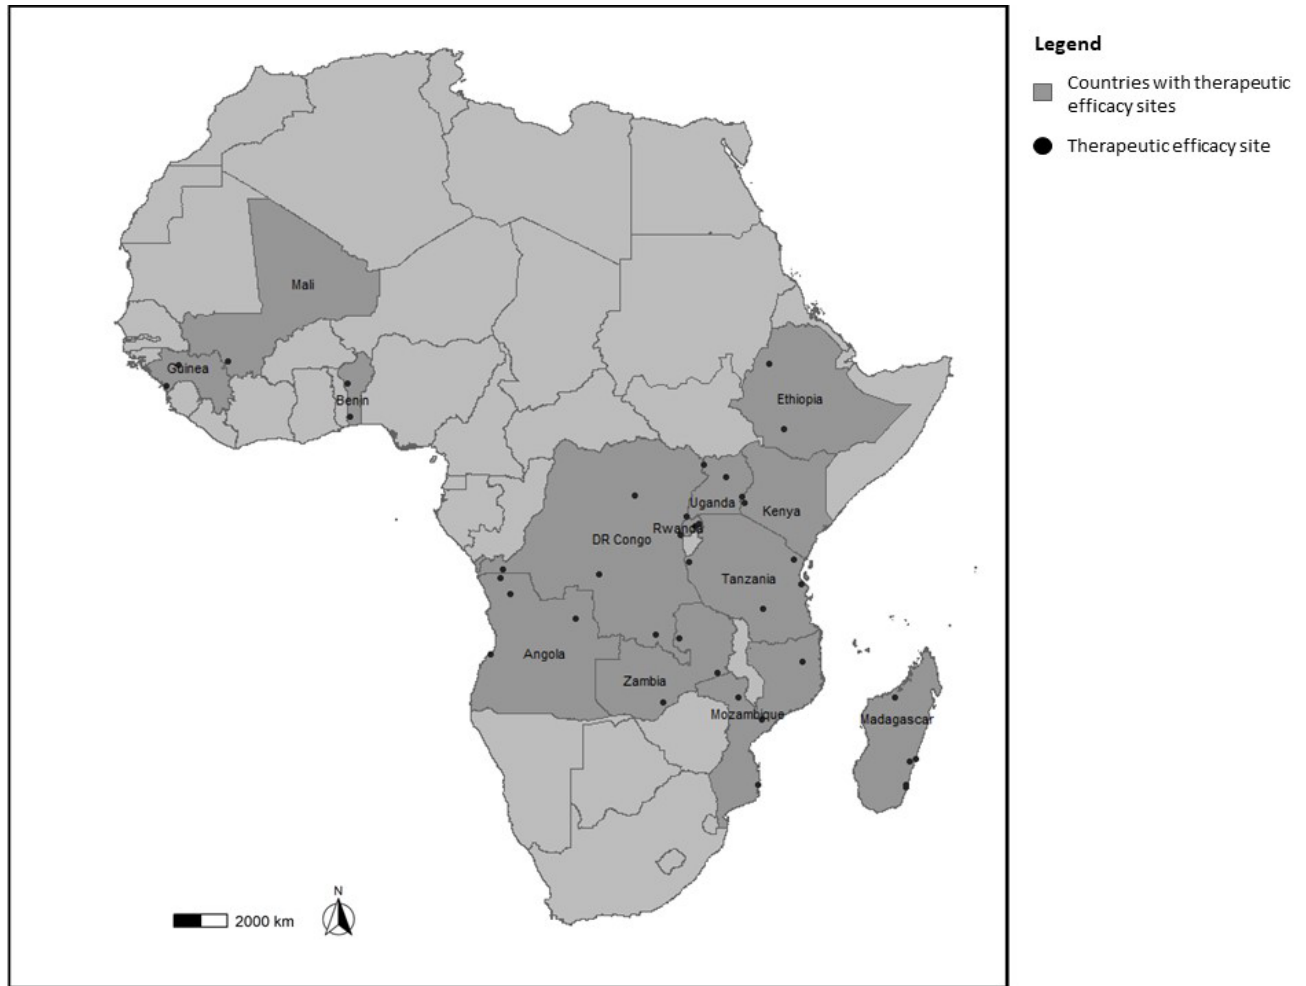 Legend
Countries with therapeutic
efficacy sites
Therapeutic efficacy site
Mali
Guinea
Benin
Ethiopia
Uganda
Kenya
Rwanda
DR Congo
Tanzania
Angola
Zambia
Mozambique
Madagascar
N
2000 km